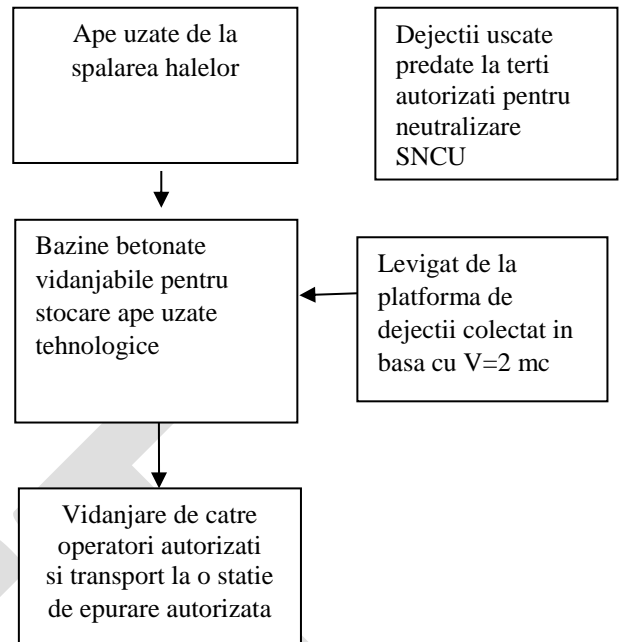 Ape uzate de la
spalarea halelor
Dejectii uscate
predate la terti
autorizati pentru
neutralizare
SNCU
Bazine betonate
vidanjabile pentru
stocare ape uzate
tehnologice
Levigat de la
platforma de
dejectii colectat in
basa cu V=2 mc
Vidanjare de catre
operatori autorizati
si transport la o statie
de epurare autorizata